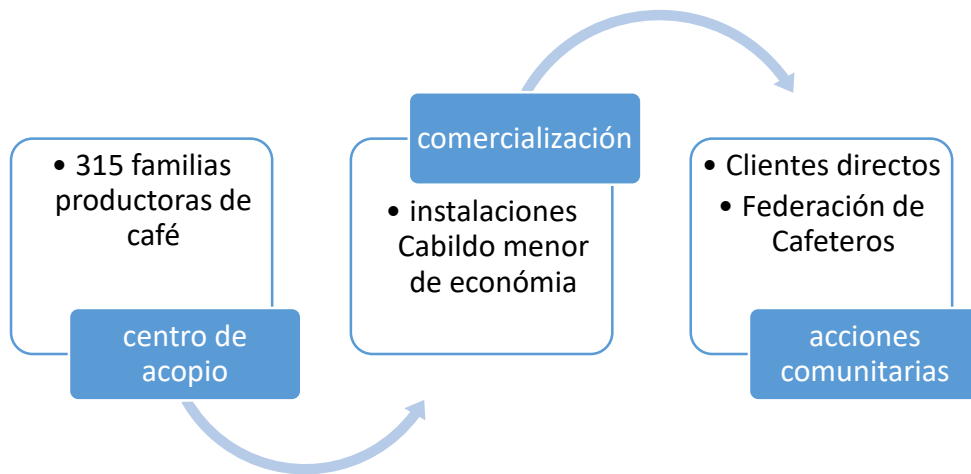 • 315 familias
productoras de
café
centro de
acopio
comercialización
• instalaciones
Cabildo menor
de económia
• Clientes directos
• Federación de
Cafeteros
acciones
comunitarias